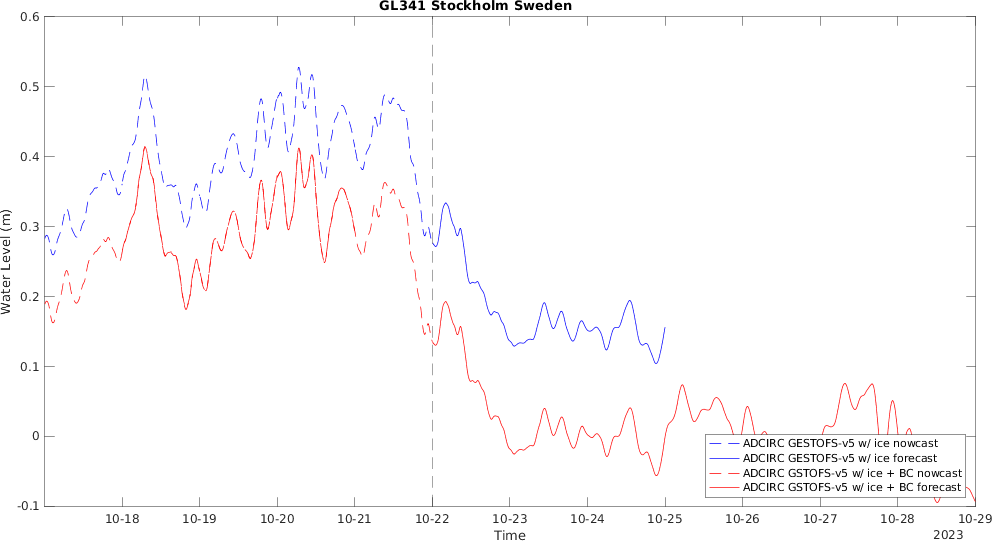 GL341 Stockholm Sweden
0.6
0.5
0.4
0.3
0.2
0.1
0
-0.1
Water Level (m)
ADCIRC GESTOFS-v5 w/ ice nowcast
ADCIRC GESTOFS-v5 w/ ice forecast
ADCIRC GSTOFS-v5 w/ ice + BC nowcast
ADCIRC GSTOFS-v5 w/ ice + BC forecast
10-18 10-19 10-20 10-21 10-22 10-23 10-24 10-25 10-26 10-27 10-28 10-29
Time
2023